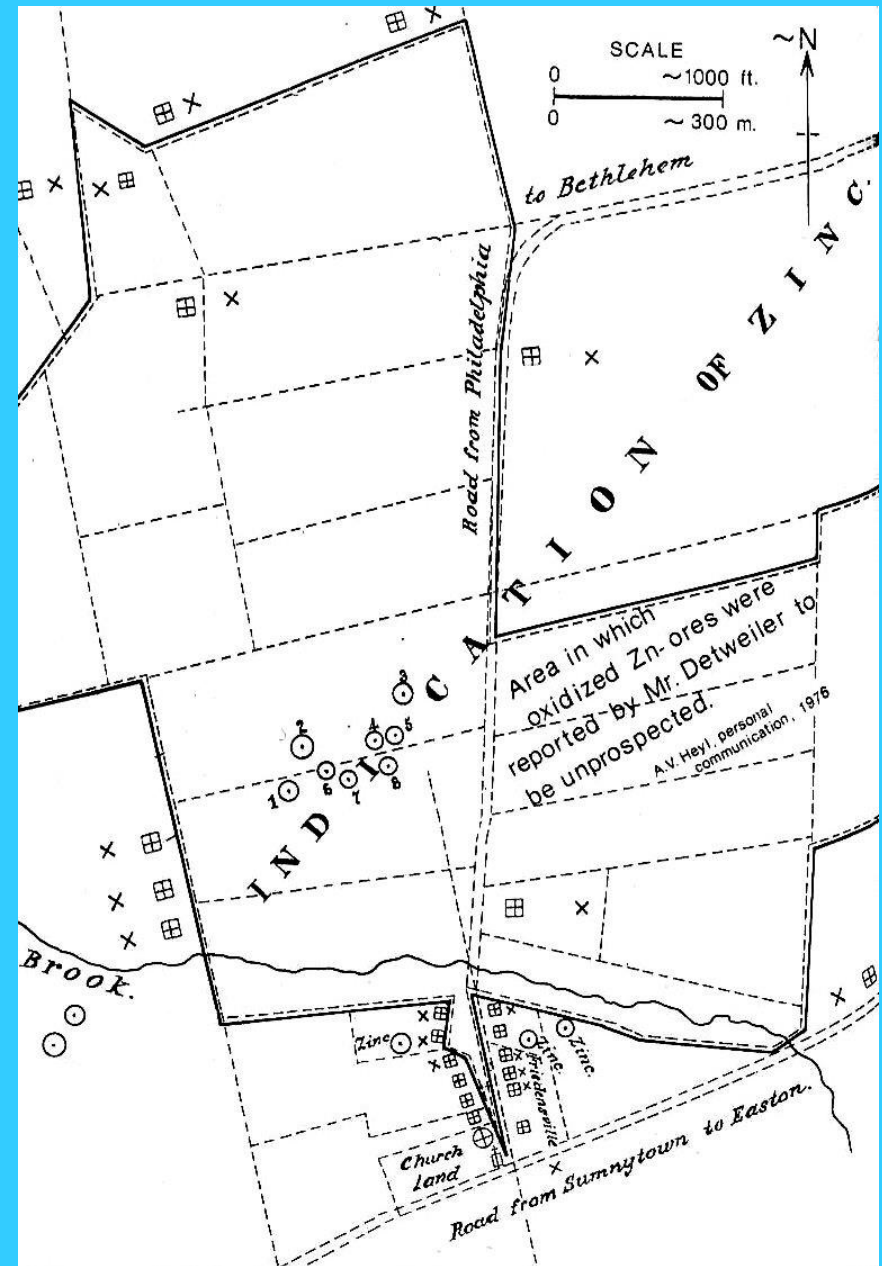 SCALE
0 ~1000 ft.
0 ~ 300 m.
~N
to Bethlehem
Road from Philadelphia
INDICATION OF ZINC.
Area in which
oxidized Zn-ores were
reported by Mr. Detweiler to
be unprospected.
A.V. Heyl, personal
communication, 1976
3
2
4
5
6
7
8
1
Brook.
Zinc
Zinc.
Zinc.
Friedensville
Church
Land
Road from Sumnytown to Easton.